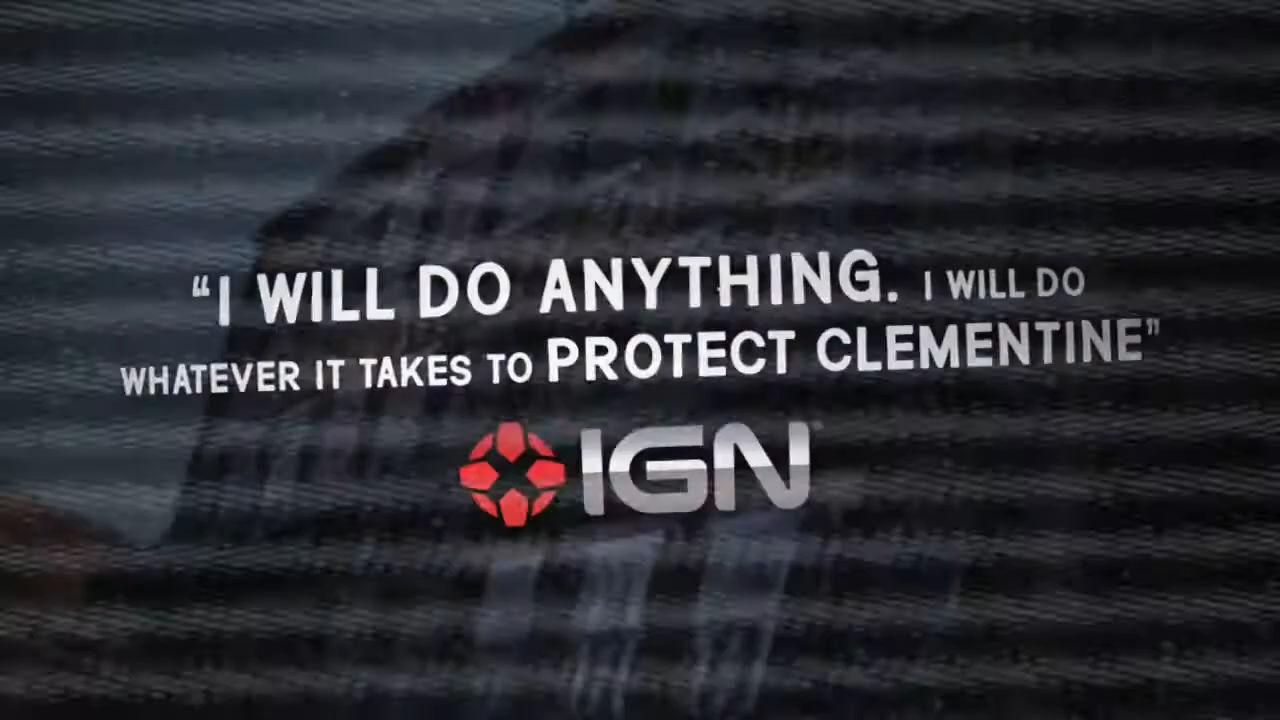 “I WILL DO ANYTHING. I WILL DO
WHATEVER IT TAKES TO PROTECT CLEMENTINE”
IGN